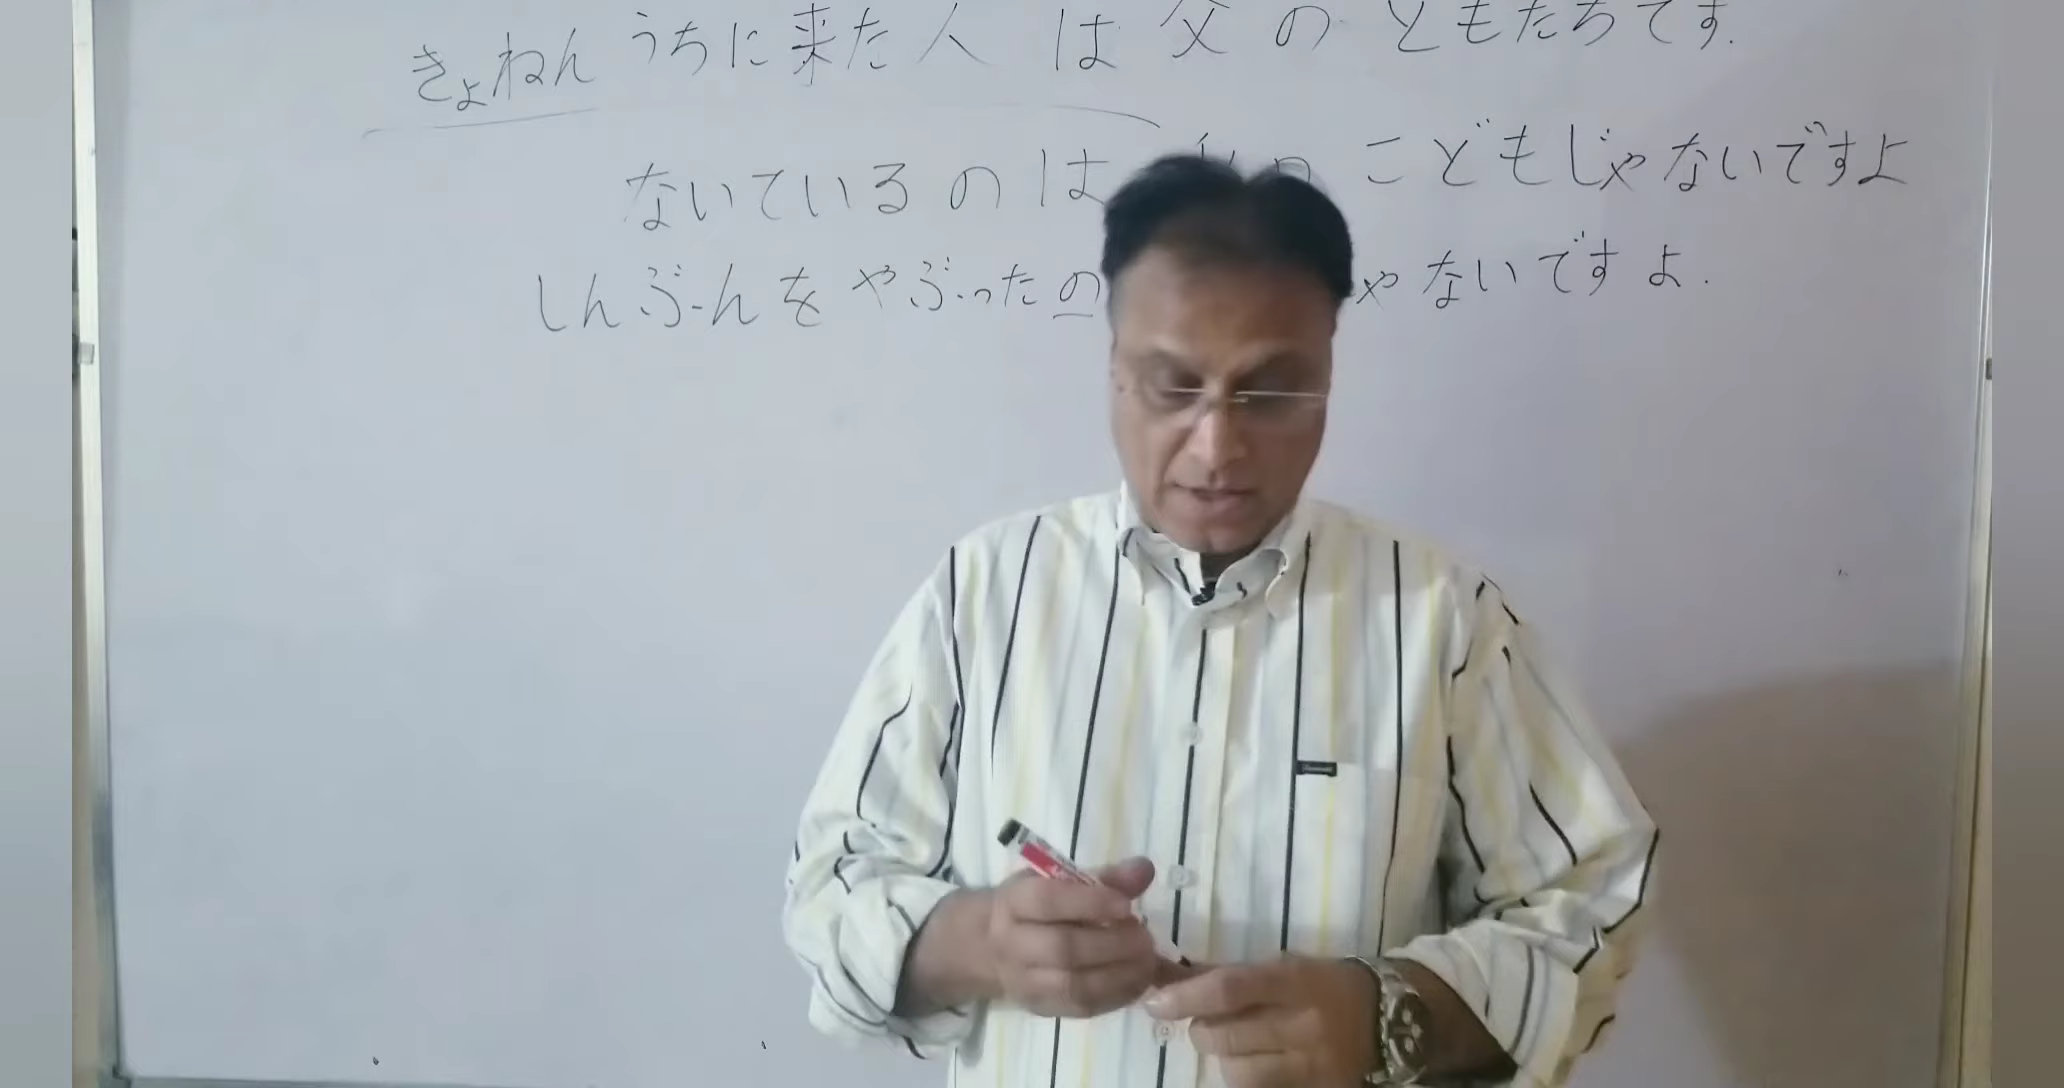 きょねん うちに来た人 は 父 の ともだちです.
ないているのは こどもじゃないですよ
しんぶんを やぶったの ゃないですよ.